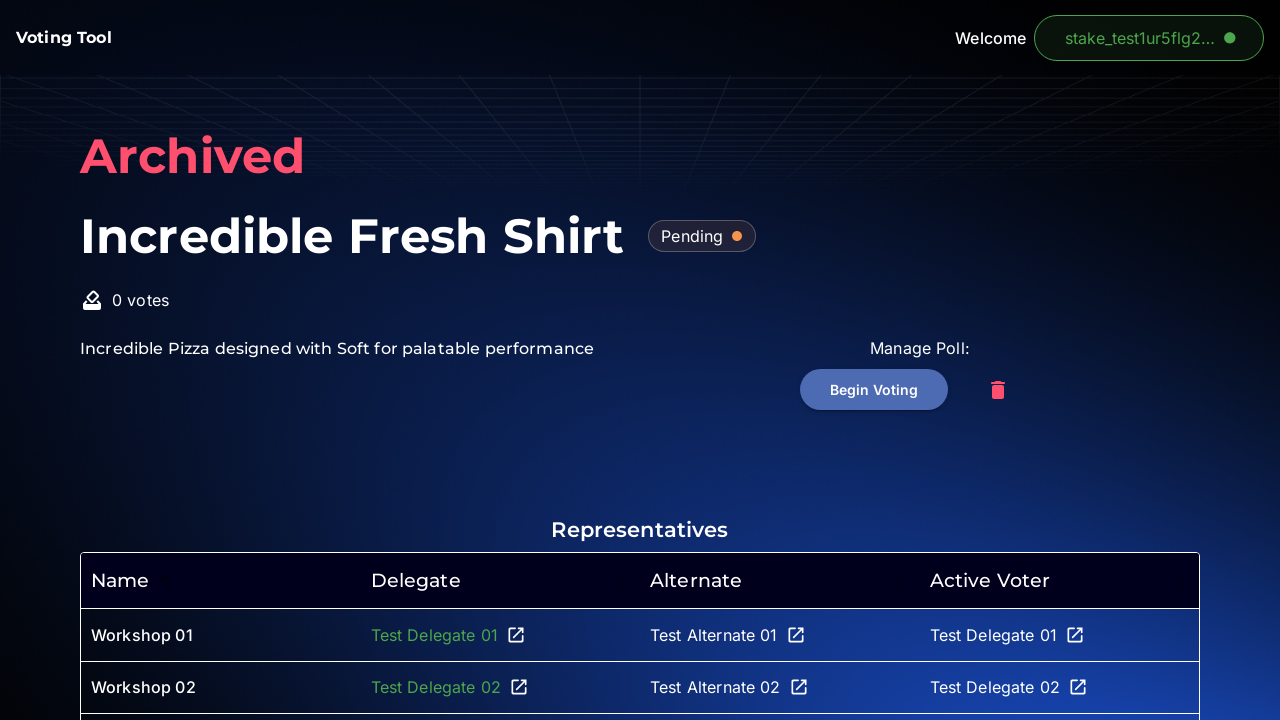 Voting Tool
Welcome
stake_test1ur5flg2...
Archived
Incredible Fresh Shirt
Pending
0 votes
Incredible Pizza designed with Soft for palatable performance
Manage Poll:
Begin Voting
Representatives
Name Delegate Alternate Active Voter
Workshop 01 Test Delegate 01 Test Alternate 01 Test Delegate 01
Workshop 02 Test Delegate 02 Test Alternate 02 Test Delegate 02